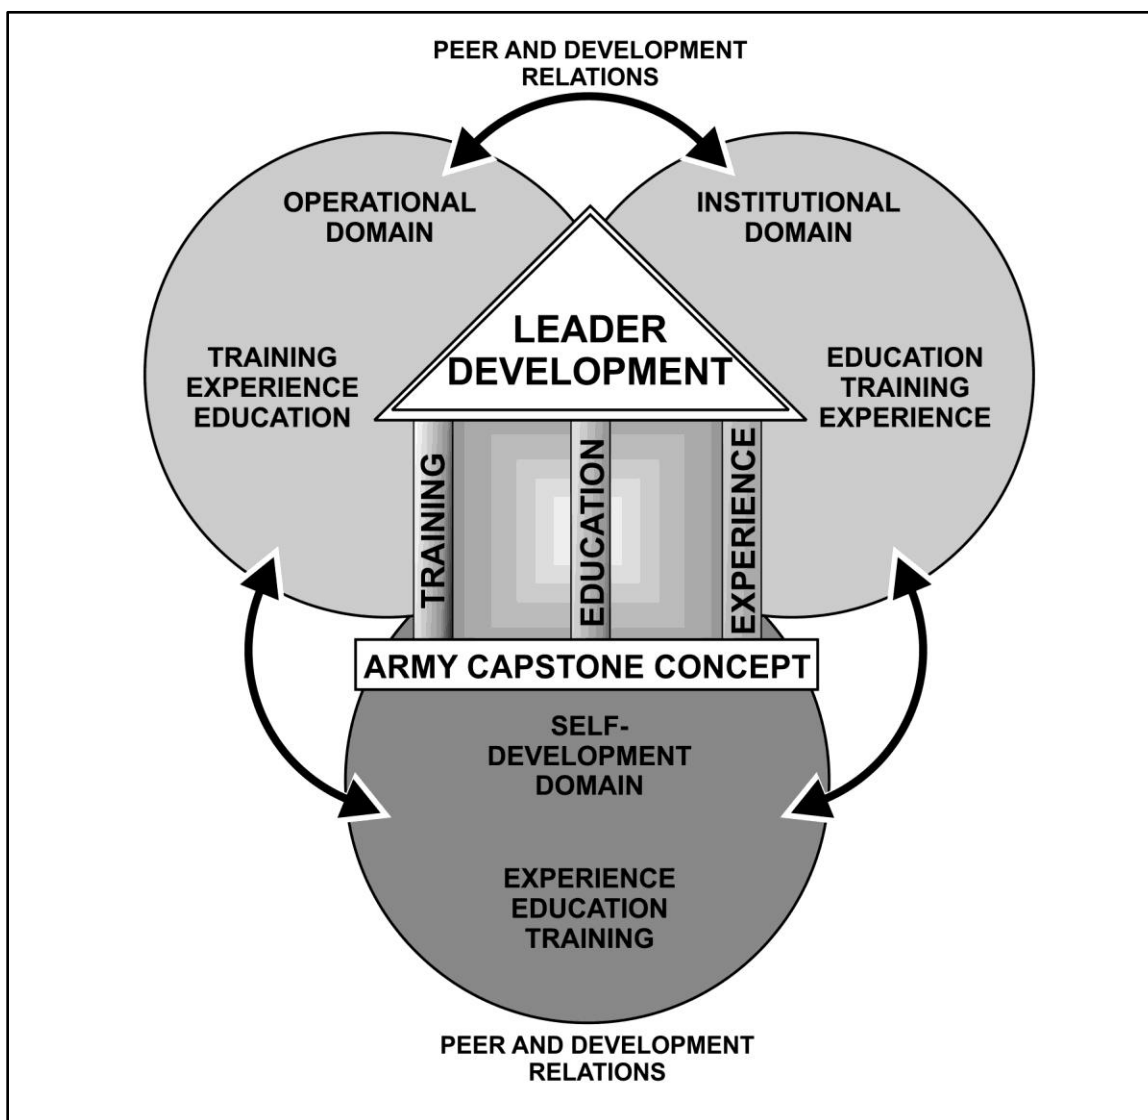 PEER AND DEVELOPMENT
RELATIONS
OPERATIONAL
DOMAIN
INSTITUTIONAL
DOMAIN
LEADER
DEVELOPMENT
TRAINING
EXPERIENCE
EDUCATION
EDUCATION
TRAINING
EXPERIENCE
TRAINING
EDUCATION
EXPERIENCE
ARMY CAPSTONE CONCEPT
SELF-
DEVELOPMENT
DOMAIN
EXPERIENCE
EDUCATION
TRAINING
PEER AND DEVELOPMENT
RELATIONS